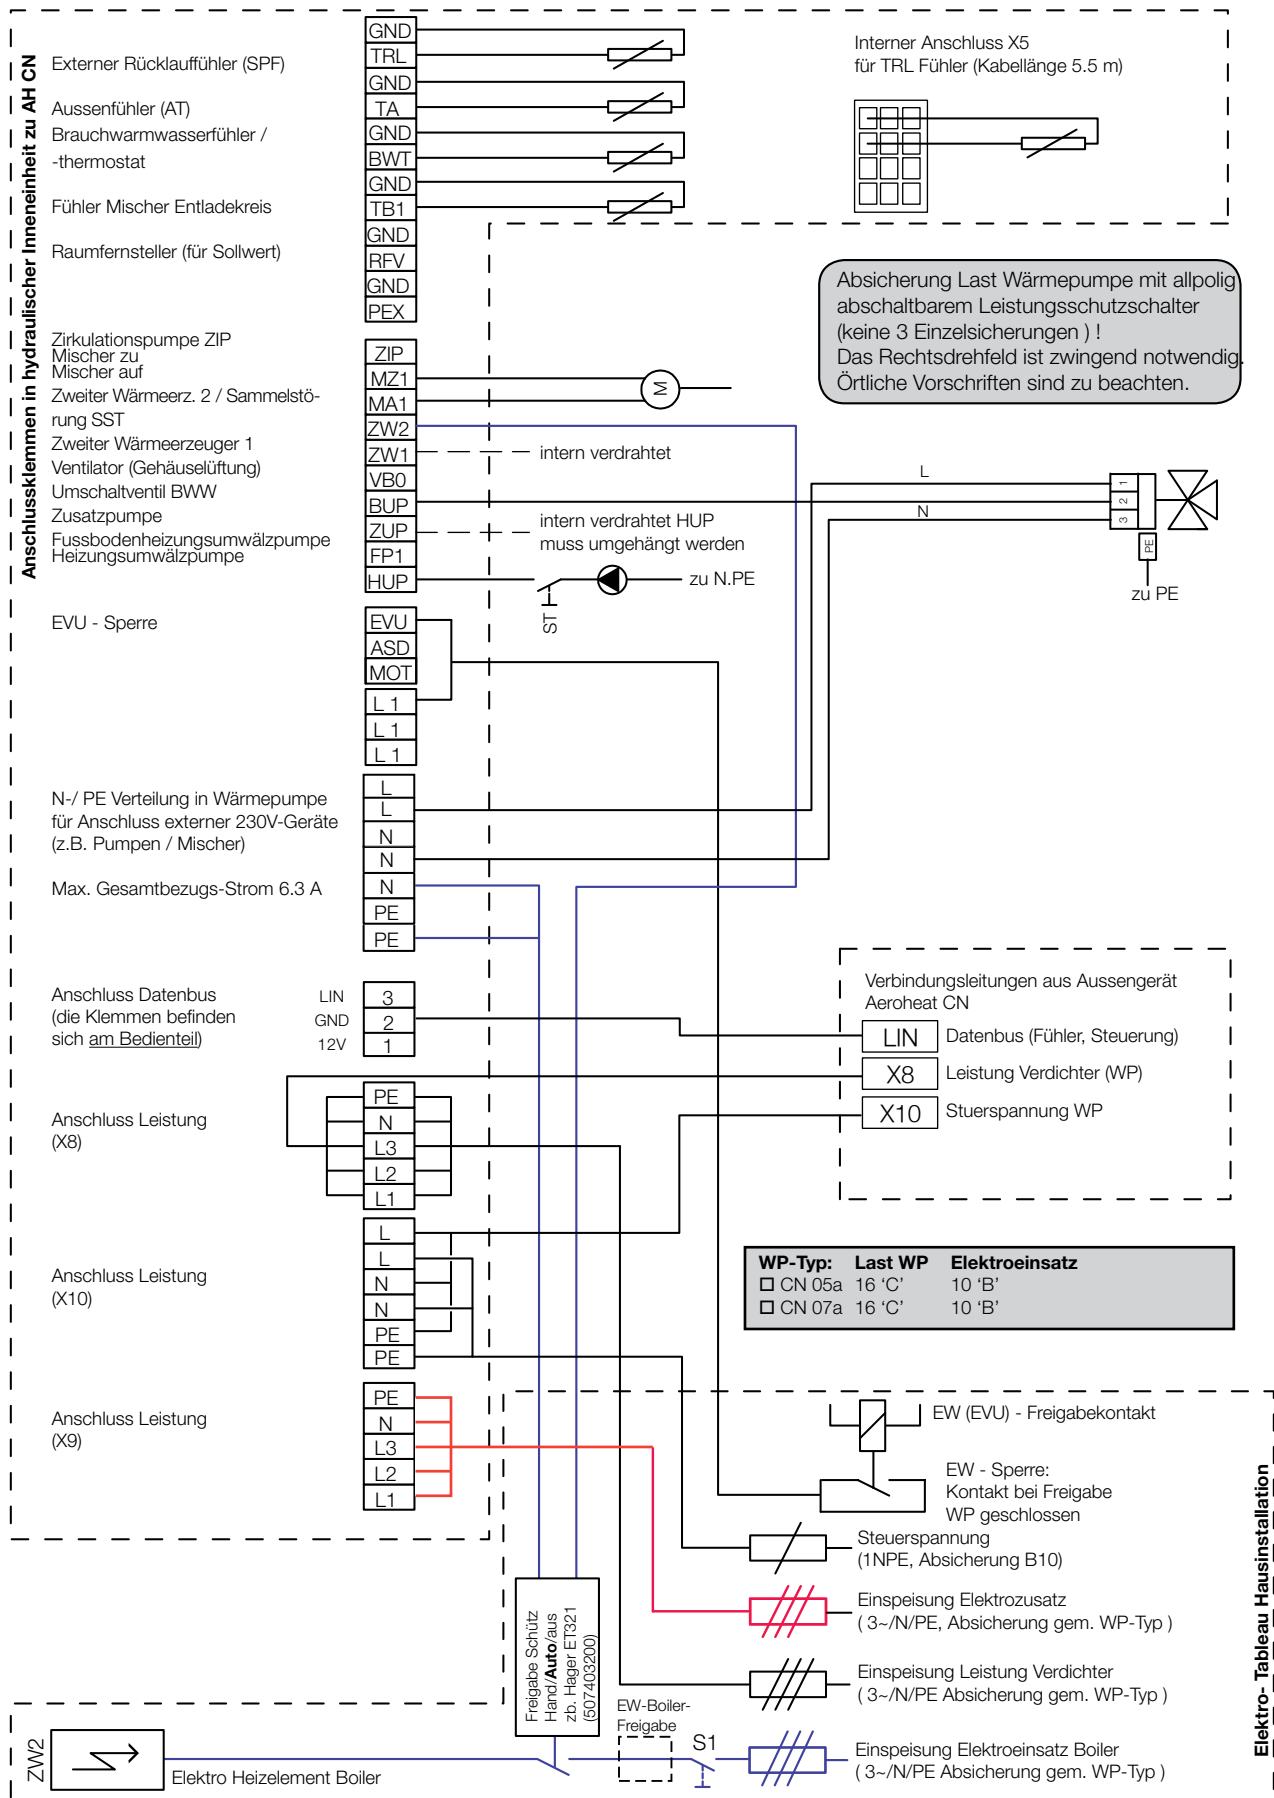 Anschlussklemmen in hydraulischer Inneneinheit zu AH CN
Externer Rücklauffühler (SPF)
Aussenfühler (AT)
Brauchwarmwasserfühler /
-thermostat
Fühler Mischer Entladekreis
Raumfernsteller (für Sollwert)
GND
TRL
GND
TA
GND
BWT
GND
TB1
GND
RFV
GND
PEX
Interner Anschluss X5
für TRL Fühler (Kabellänge 5.5 m)
Absicherung Last Wärmepumpe mit allpolig
abschaltbarem Leistungsschutzschalter
(keine 3 Einzelsicherungen ) !
Das Rechtsdrehfeld ist zwingend notwendig.
Örtliche Vorschriften sind zu beachten.
Zirkulationspumpe ZIP
Mischer zu
Mischer auf
Zweiter Wärmeerz. 2 / Sammelstö-
rung SST
Zweiter Wärmeerzeuger 1
Ventilator (Gehäuselüftung)
Umschaltventil BWW
Zusatzpumpe
Fussbodenheizungsumwälzpumpe
Heizungsumwälzpumpe
ZIP
MZ1
MA1
ZW2
ZW1
VB0
BUP
ZUP
FP1
HUP
M
intern verdrahtet
intern verdrahtet HUP
muss umgehängt werden
zu N.PE
ST
L
N
1
2
3
PE
zu PE
EVU - Sperre
EVU
ASD
MOT
L 1
L 1
L 1
N-/ PE Verteilung in Wärmepumpe
für Anschluss externer 230V-Geräte
(z.B. Pumpen / Mischer)
Max. Gesamtbezugs-Strom 6.3 A
L
L
N
N
N
PE
PE
Anschluss Datenbus
(die Klemmen befinden
sich am Bedienteil)
LIN 3
GND 2
12V 1
Verbindungsleitungen aus Aussengerät
Aeroheat CN
LIN Datenbus (Fühler, Steuerung)
X8 Leistung Verdichter (WP)
X10 Stuerspannung WP
Anschluss Leistung
(X8)
PE
N
L3
L2
L1
Anschluss Leistung
(X10)
L
L
N
N
PE
PE
WP-Typ: Last WP Elektroeinsatz
CN 05a 16 ‘C’ 10 ‘B’
CN 07a 16 ‘C’ 10 ‘B’
Anschluss Leistung
(X9)
PE
N
L3
L2
L1
EW (EVU) - Freigabekontakt
EW - Sperre:
Kontakt bei Freigabe
WP geschlossen
Steuerspannung
(1NPE, Absicherung B10)
Einspeisung Elektrozusatz
( 3~/N/PE, Absicherung gem. WP-Typ )
Einspeisung Leistung Verdichter
( 3~/N/PE Absicherung gem. WP-Typ )
Einspeisung Elektroeinsatz Boiler
( 3~/N/PE Absicherung gem. WP-Typ )
Freigabe Schütz
Hand/Auto/aus
zb. Hager ET321
(507403200)
EW-Boiler-
Freigabe
S1
ZW2
Elektro Heizelement Boiler
Elektro- Tableau Hausinstallation